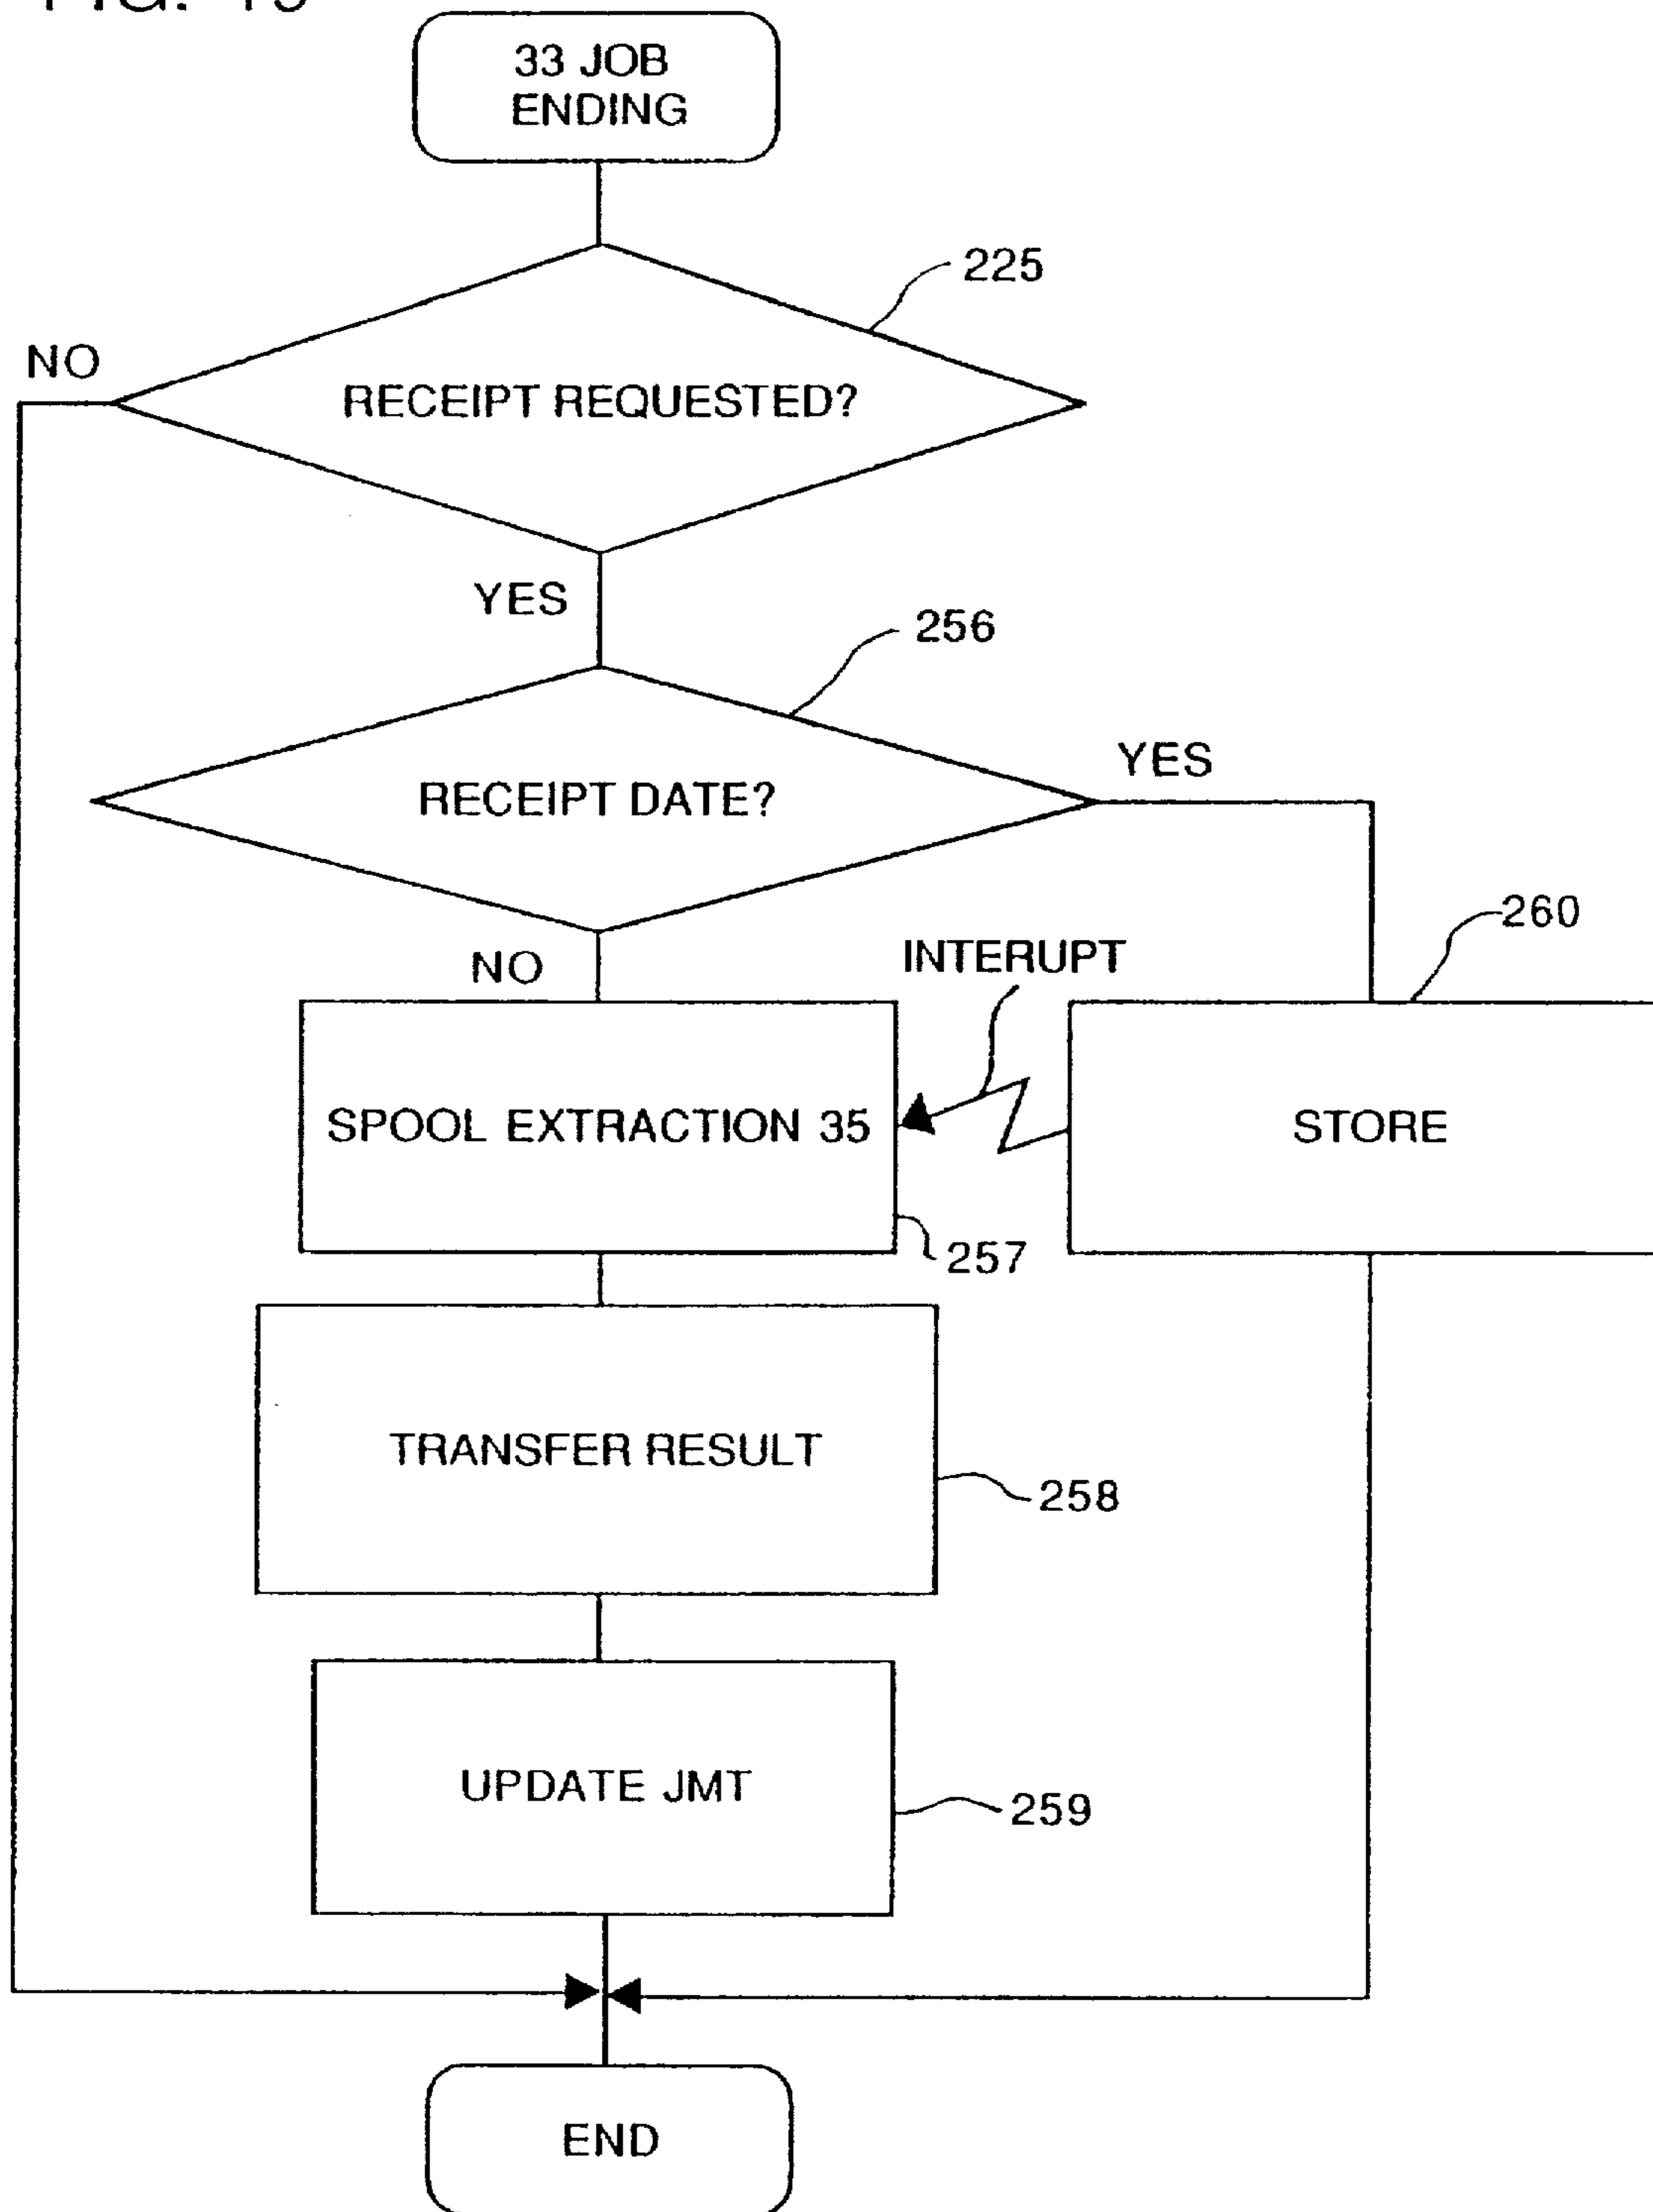 33 JOB
ENDING
225
NO
RECEIPT REQUESTED?
YES
256
YES
RECEIPT DATE?
260
NO
INTERUPT
SPOOL EXTRACTION 35
STORE
257
TRANSFER RESULT
258
UPDATE JMT
259
END